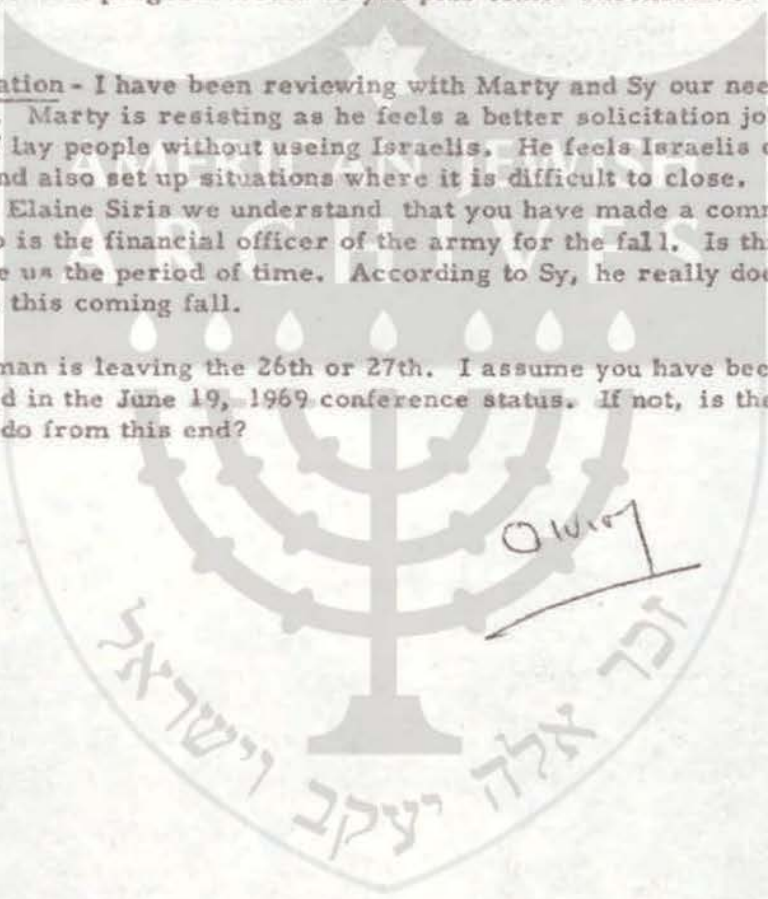 ation - I have been reviewing with Marty and Sy our nee
Marty is resisting as he feels a better solicitation jo
lay people without useing Israelis. He feels Israelis
nd also set up situations where it is difficult to close.
Elaine Siris we understand that you have made a com
is the financial officer of the army for the fall. Is th
e us the period of time. According to Sy, he really doe
this coming fall.
man is leaving the 26th or 27th. I assume you have bee
d in the June 19, 1969 conference status. If not, is the
do from this end?
AMERICAN JEWISH
ARCHIVES
זכר אלה יעקב וישראל